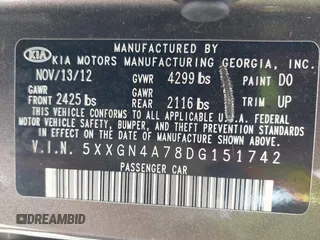 KIA MANUFACTURED BY
KIA MOTORS MANUFACTURING GEORGIA, INC.
NOV/13/12 GVWR 4299 lbs PAINT D0
GAWR GAWR
FRONT 2425 lbs 2116 lbs TRIM UP
THIS VEHICLE CONFORMS TO ALL APPLICABLE FEDERAL
MOTOR VEHICLE SAFETY, BUMPER, AND THEFT PREVENTION
STANDARDS IN EFFECT ON THE DATE OF MANUFACTURE
SHOWN ABOVE.
V.I.N. 5XXGN4A78DG151742
PASSENGER CAR
DREAMBID